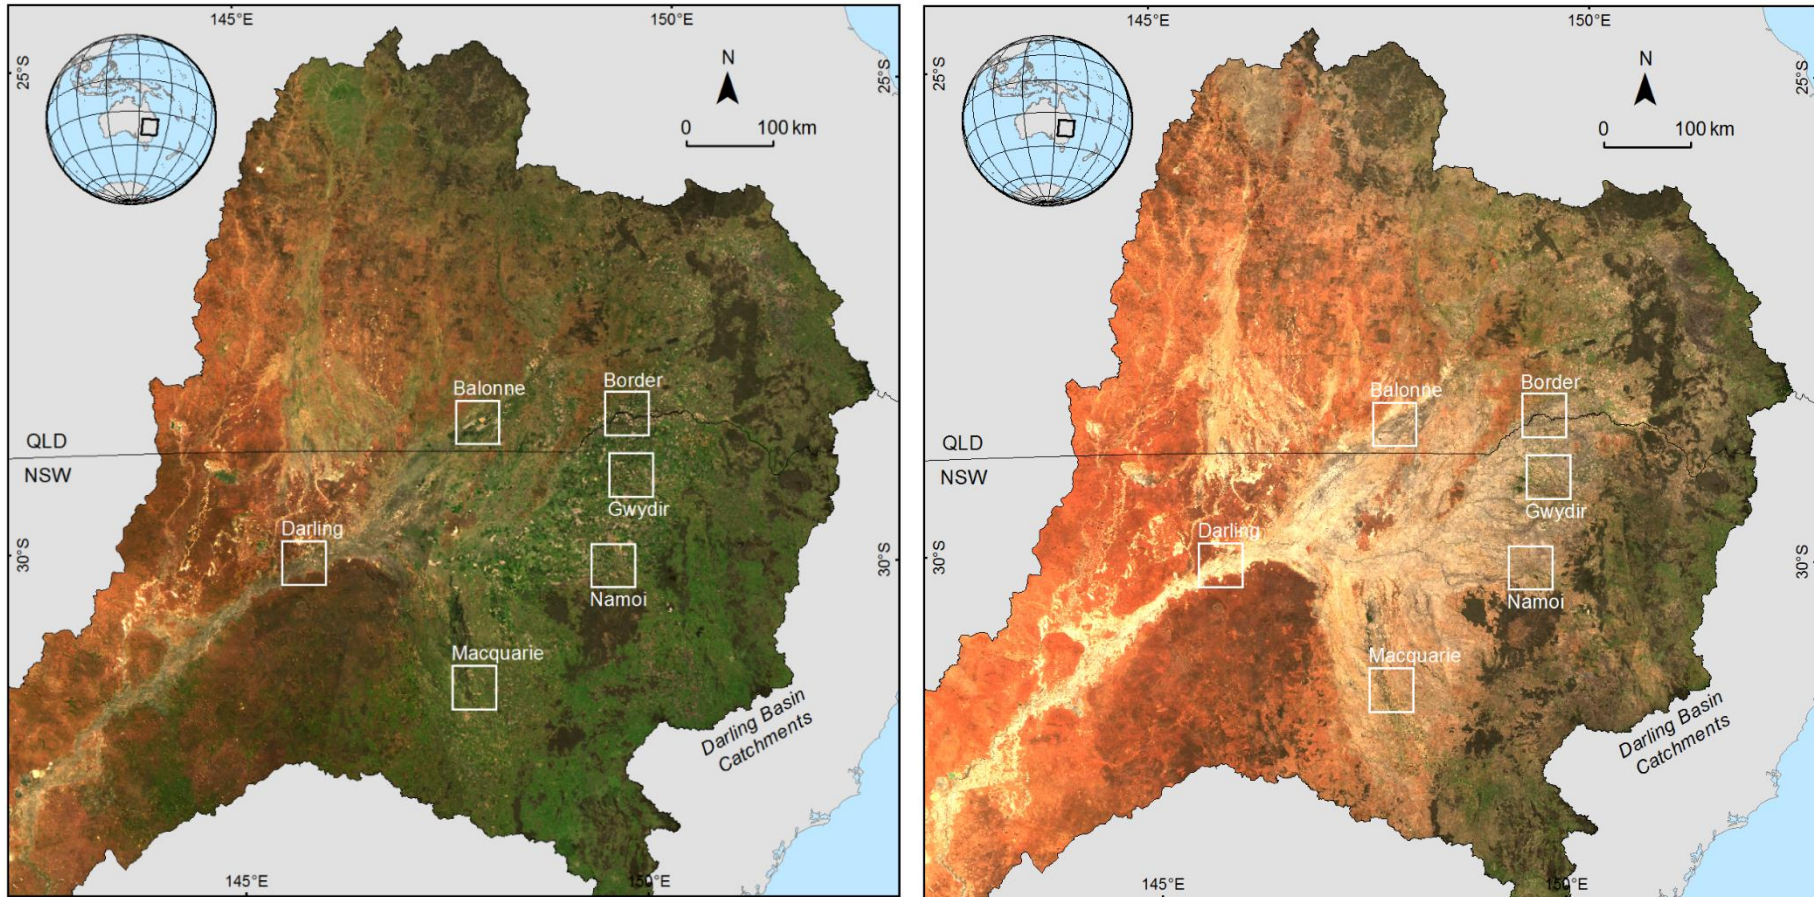 145°E
150°E
25°S
25°S
N
0
100 km
Balonne
Border
QLD
NSW
Gwydir
Darling
30°S
30°S
Namoi
Macquarie
Darling Basin
Catchments
145°E
150°E
145°E
150°E
25°S
25°S
N
0
100 km
Balonne
Border
QLD
NSW
Gwydir
Darling
30°S
30°S
Namoi
Macquarie
Darling Basin
Catchments
145°E
150°E